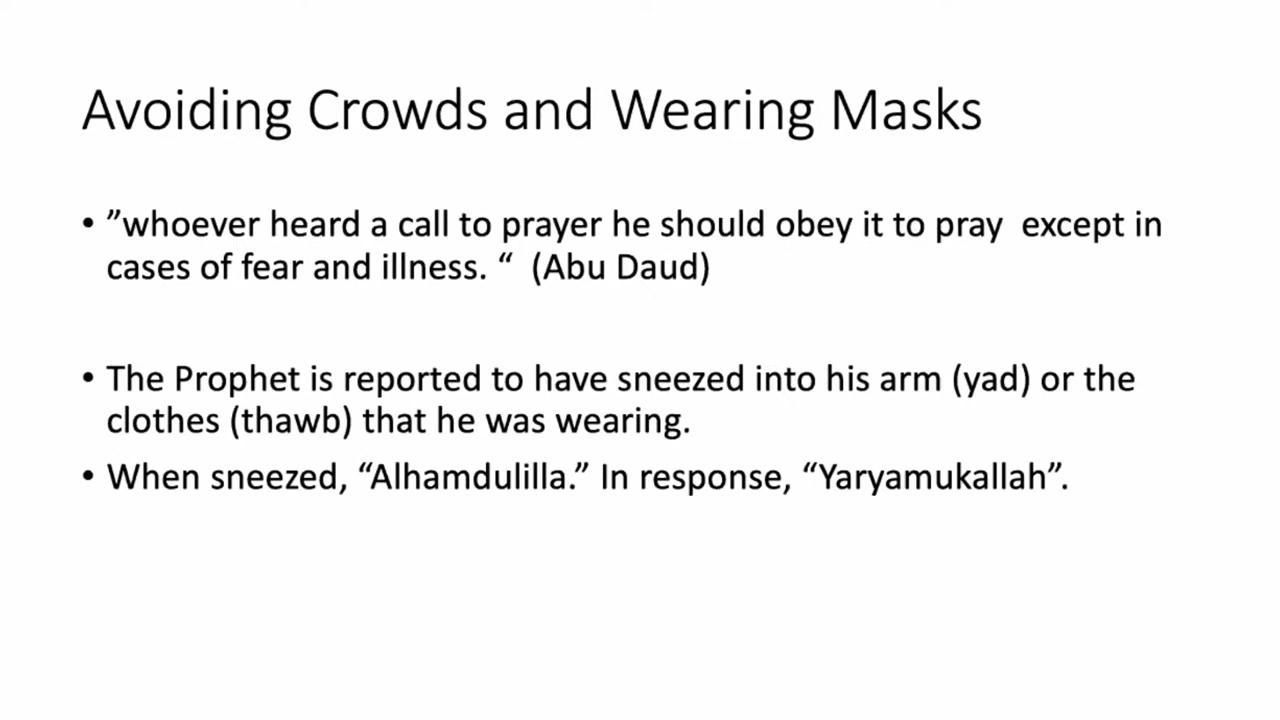 Avoiding Crowds and Wearing Masks
• ”whoever heard a call to prayer he should obey it to pray  except in
cases of fear and illness. “  (Abu Daud)
• The Prophet is reported to have sneezed into his arm (yad) or the
clothes (thawb) that he was wearing.
• When sneezed, “Alhamdulilla.” In response, “Yaryamukallah”.